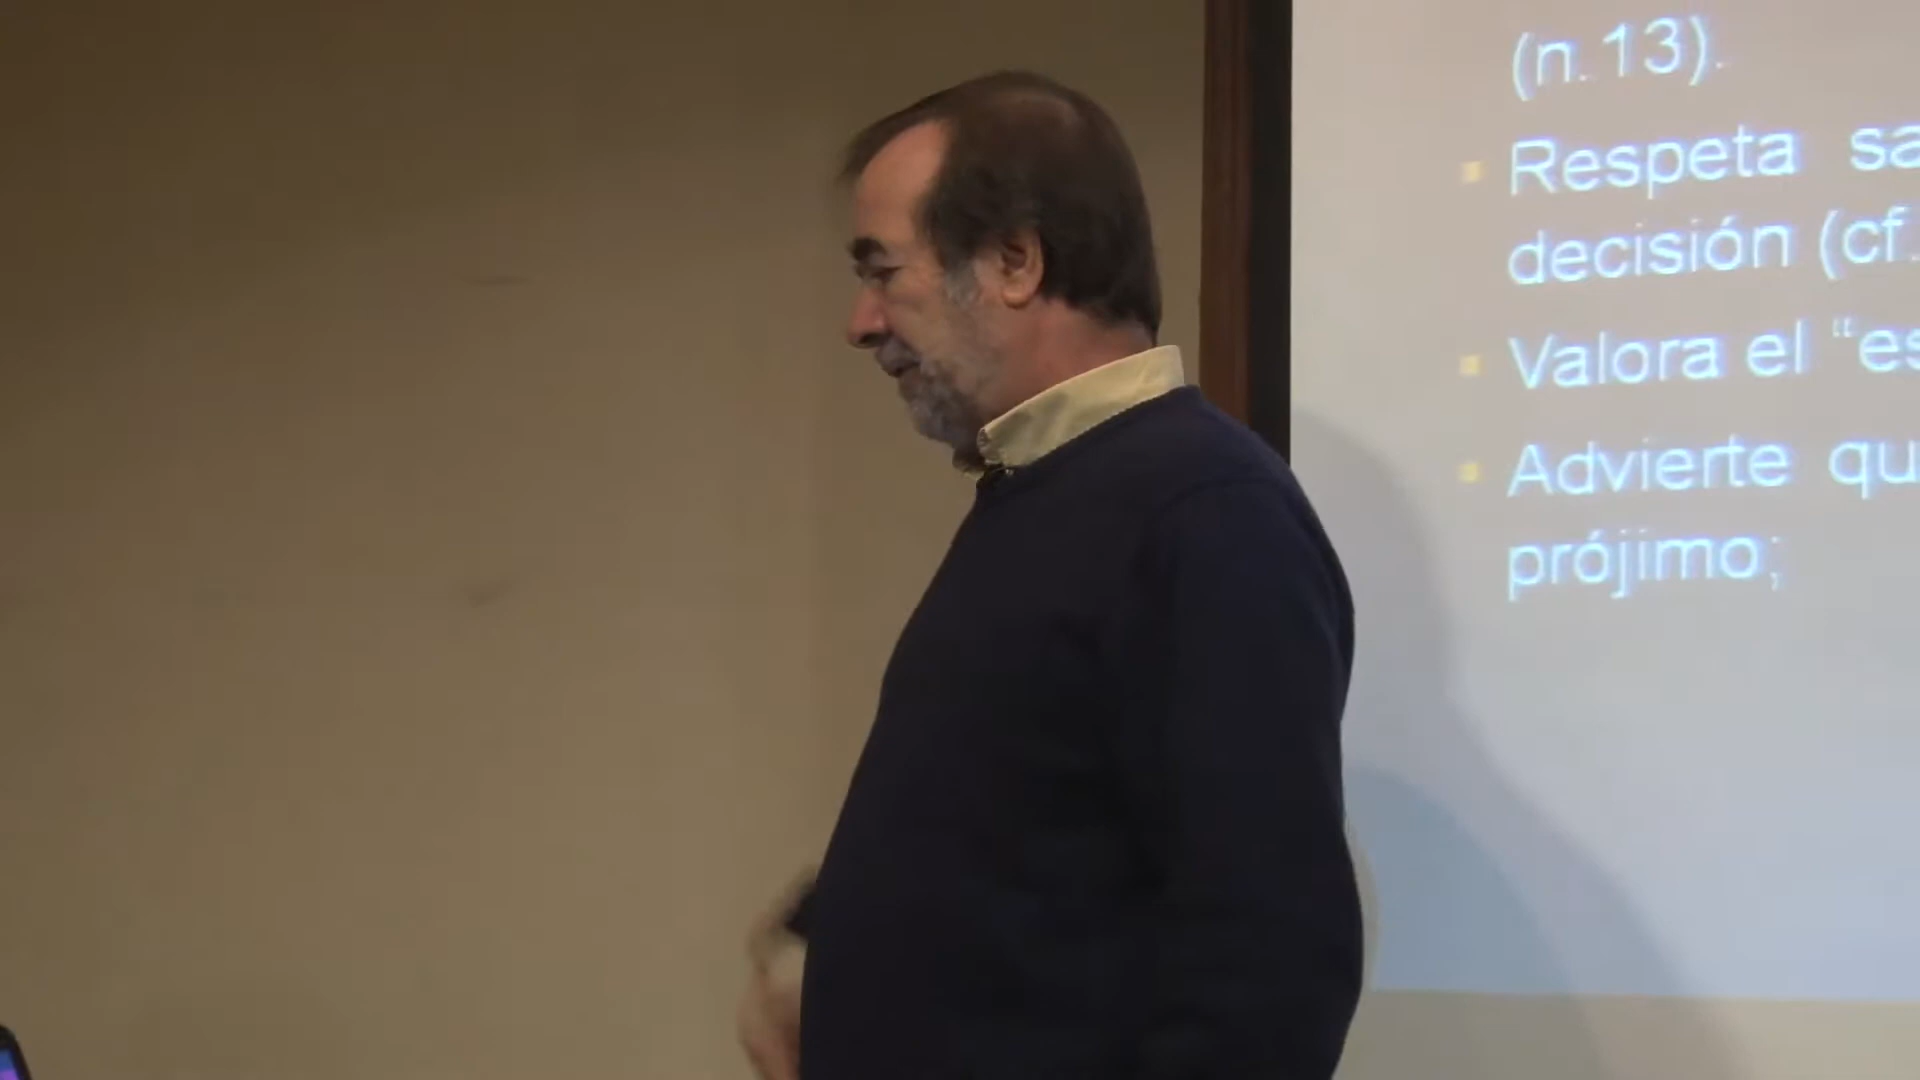 (n.13).
Respeta sa
decisión (cf.
Valora el “es
Advierte qu
prójimo;